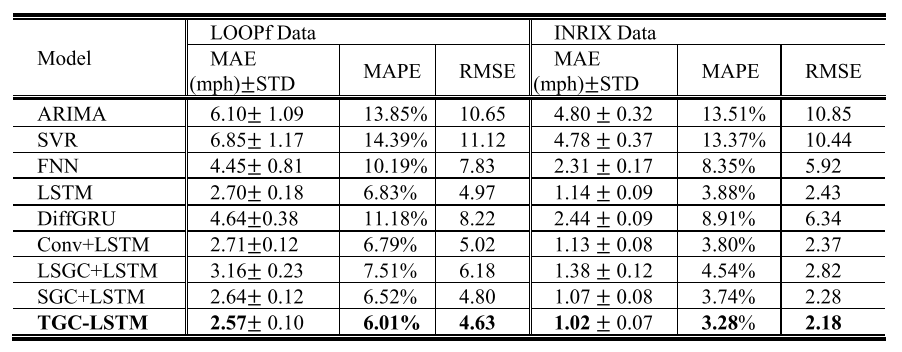 LOOPf Data INRIX Data
Model MAE (mph)±STD MAPE RMSE MAE (mph)±STD MAPE RMSE
ARIMA 6.10± 1.09 13.85% 10.65 4.80 ± 0.32 13.51% 10.85
SVR 6.85± 1.17 14.39% 11.12 4.78 ± 0.37 13.37% 10.44
FNN 4.45± 0.81 10.19% 7.83 2.31 ± 0.17 8.35% 5.92
LSTM 2.70± 0.18 6.83% 4.97 1.14 ± 0.09 3.88% 2.43
DiffGRU 4.64±0.38 11.18% 8.22 2.44 ± 0.09 8.91% 6.34
Conv+LSTM 2.71±0.12 6.79% 5.02 1.13 ± 0.08 3.80% 2.37
LSGC+LSTM 3.16± 0.23 7.51% 6.18 1.38 ± 0.12 4.54% 2.82
SGC+LSTM 2.64± 0.12 6.52% 4.80 1.07 ± 0.08 3.74% 2.28
TGC-LSTM 2.57± 0.10 6.01% 4.63 1.02 ± 0.07 3.28% 2.18